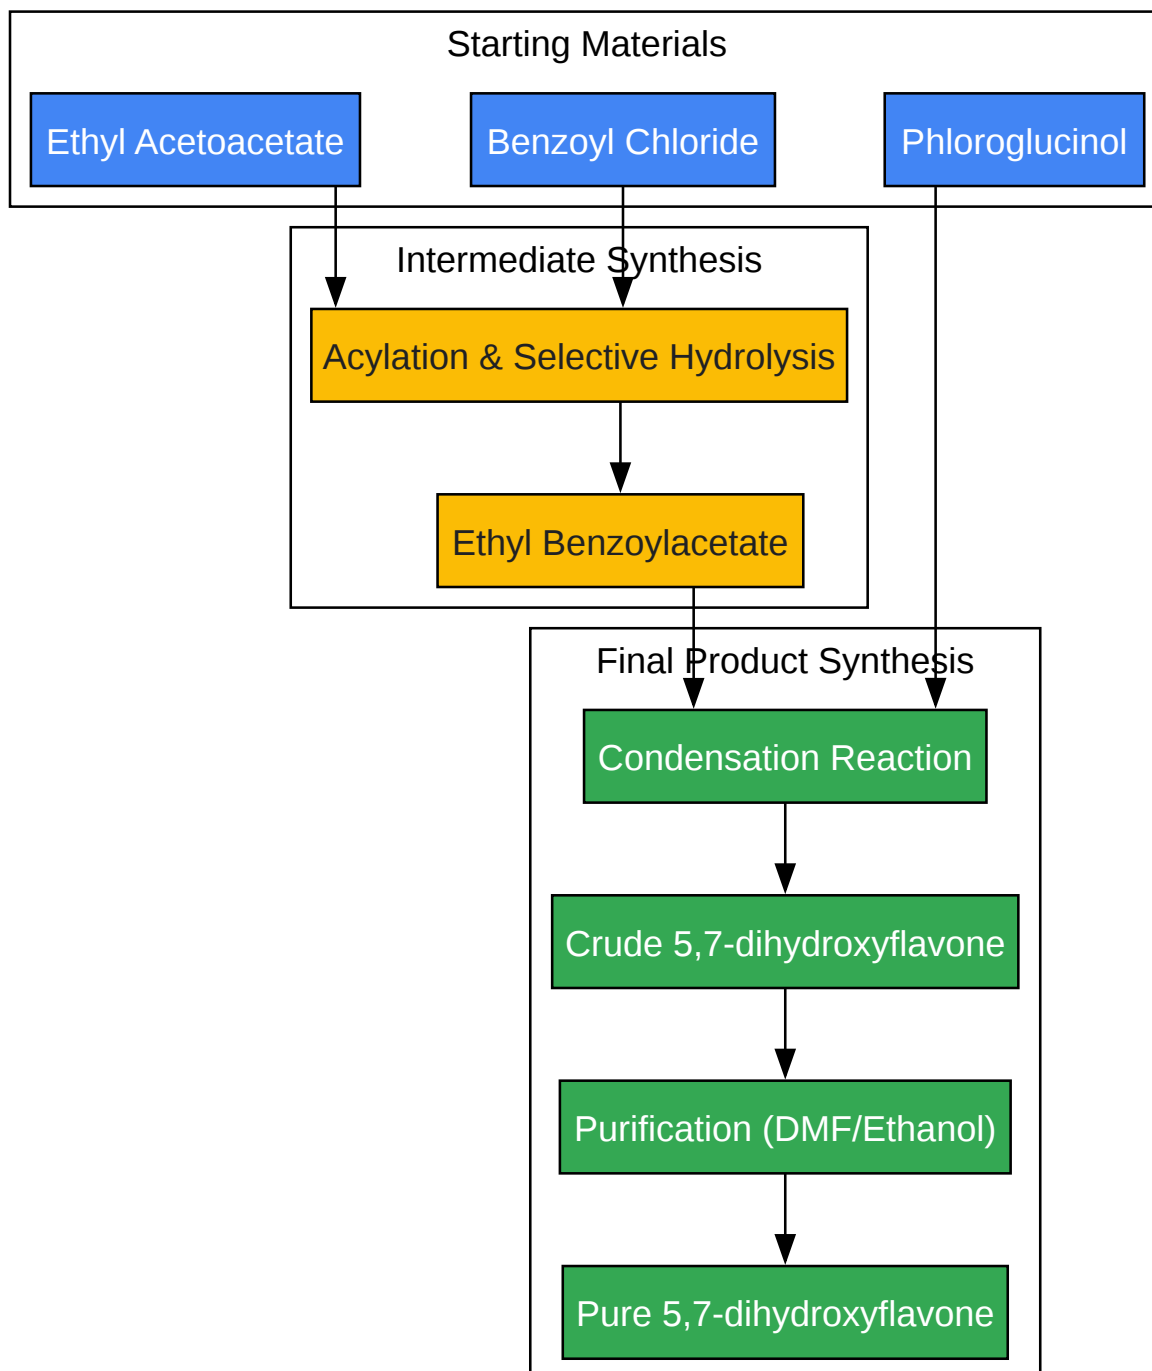 Starting Materials
Ethyl Acetoacetate
Benzoyl Chloride
Phloroglucinol
Intermediate Synthesis
Acylation & Selective Hydrolysis
Ethyl Benzoylacetate
Final Product Synthesis
Condensation Reaction
Crude 5,7-dihydroxyflavone
Purification (DMF/Ethanol)
Pure 5,7-dihydroxyflavone